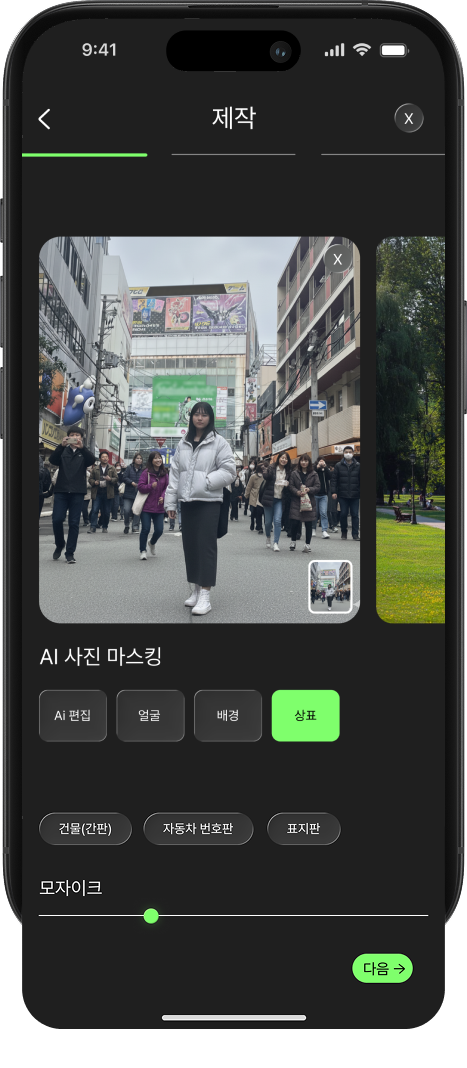 9:41
제작
X
X
AI 사진 마스킹
Ai 편집
얼굴
배경
상표
건물(간판)
자동차 번호판
표지판
모자이크
다음 →